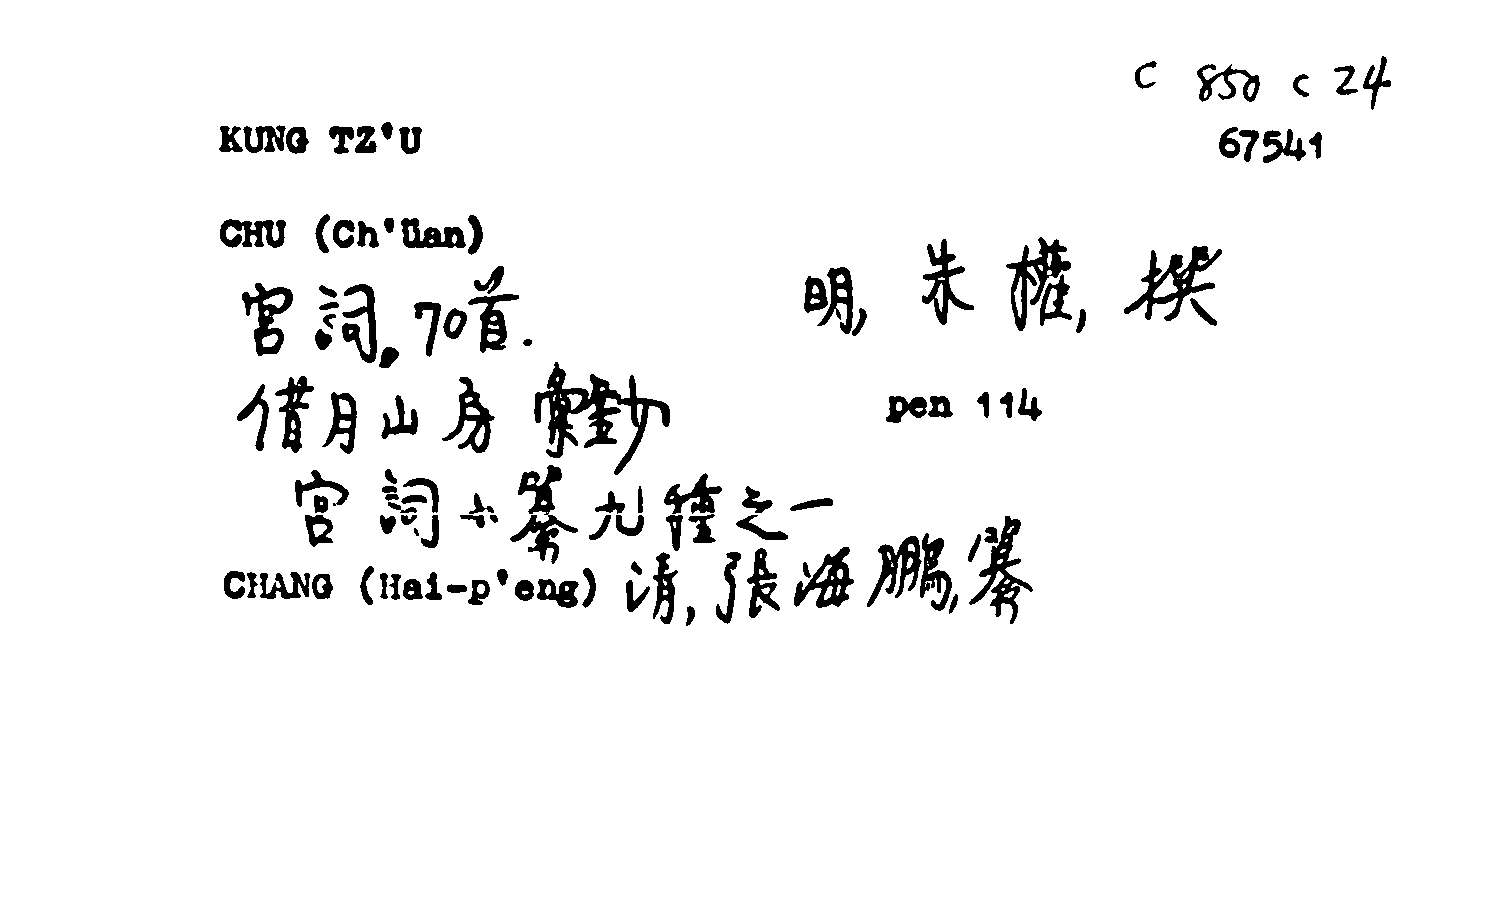 C 850 c 24
67541
KUNG TZ'U
CHU (Ch'üan)
宮詞, 70首. 明, 朱權, 撰
借月山房彙鈔 pen 114
宮詞小纂九種之一
CHANG (Hai-p'eng) 清, 張海鵬, 纂